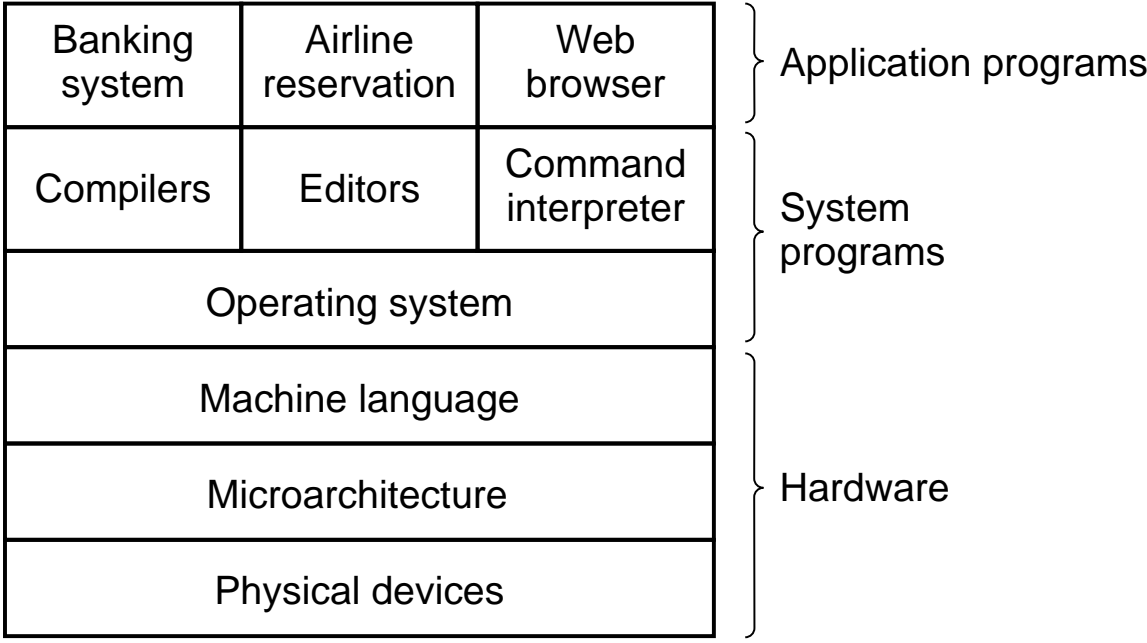 Banking
system
Airline
reservation
Web
browser
Application programs
Compilers
Editors
Command
interpreter
System
programs
Operating system
Machine language
Microarchitecture
Hardware
Physical devices